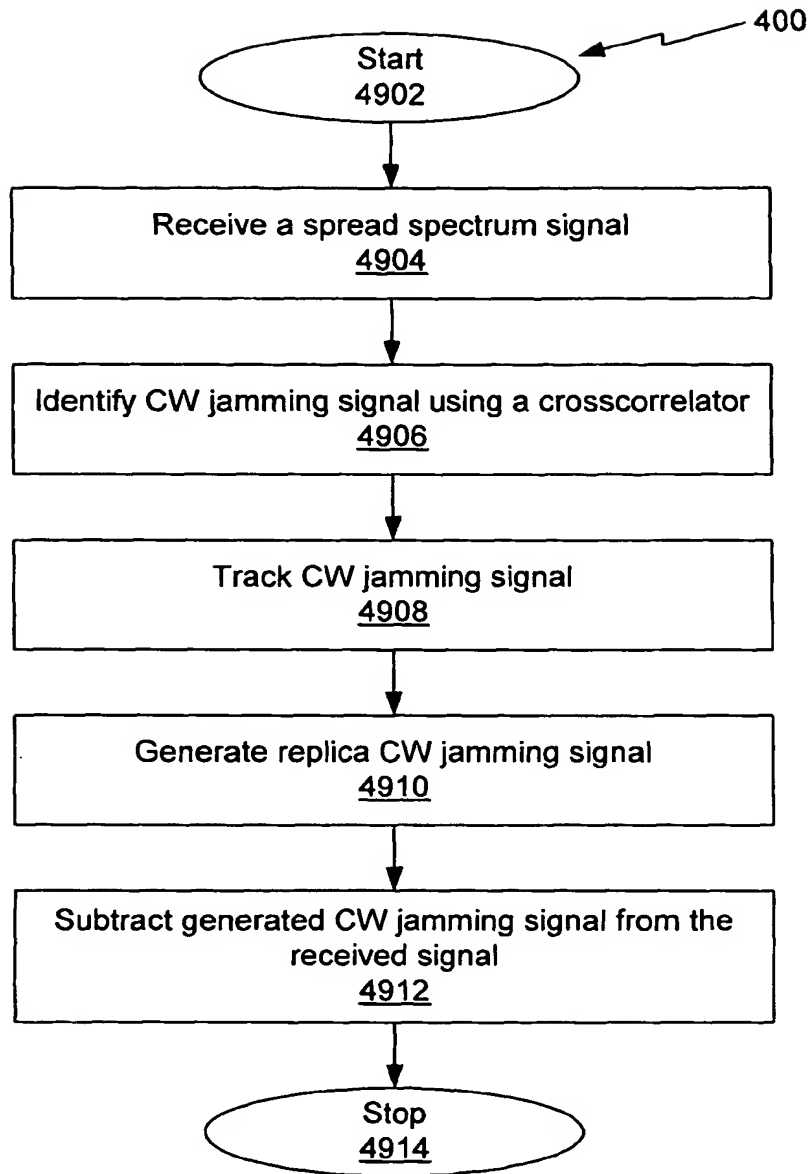 400
Start
4902
Receive a spread spectrum signal
4904
Identify CW jamming signal using a crosscorrelator
4906
Track CW jamming signal
4908
Generate replica CW jamming signal
4910
Subtract generated CW jamming signal from the
received signal
4912
Stop
4914